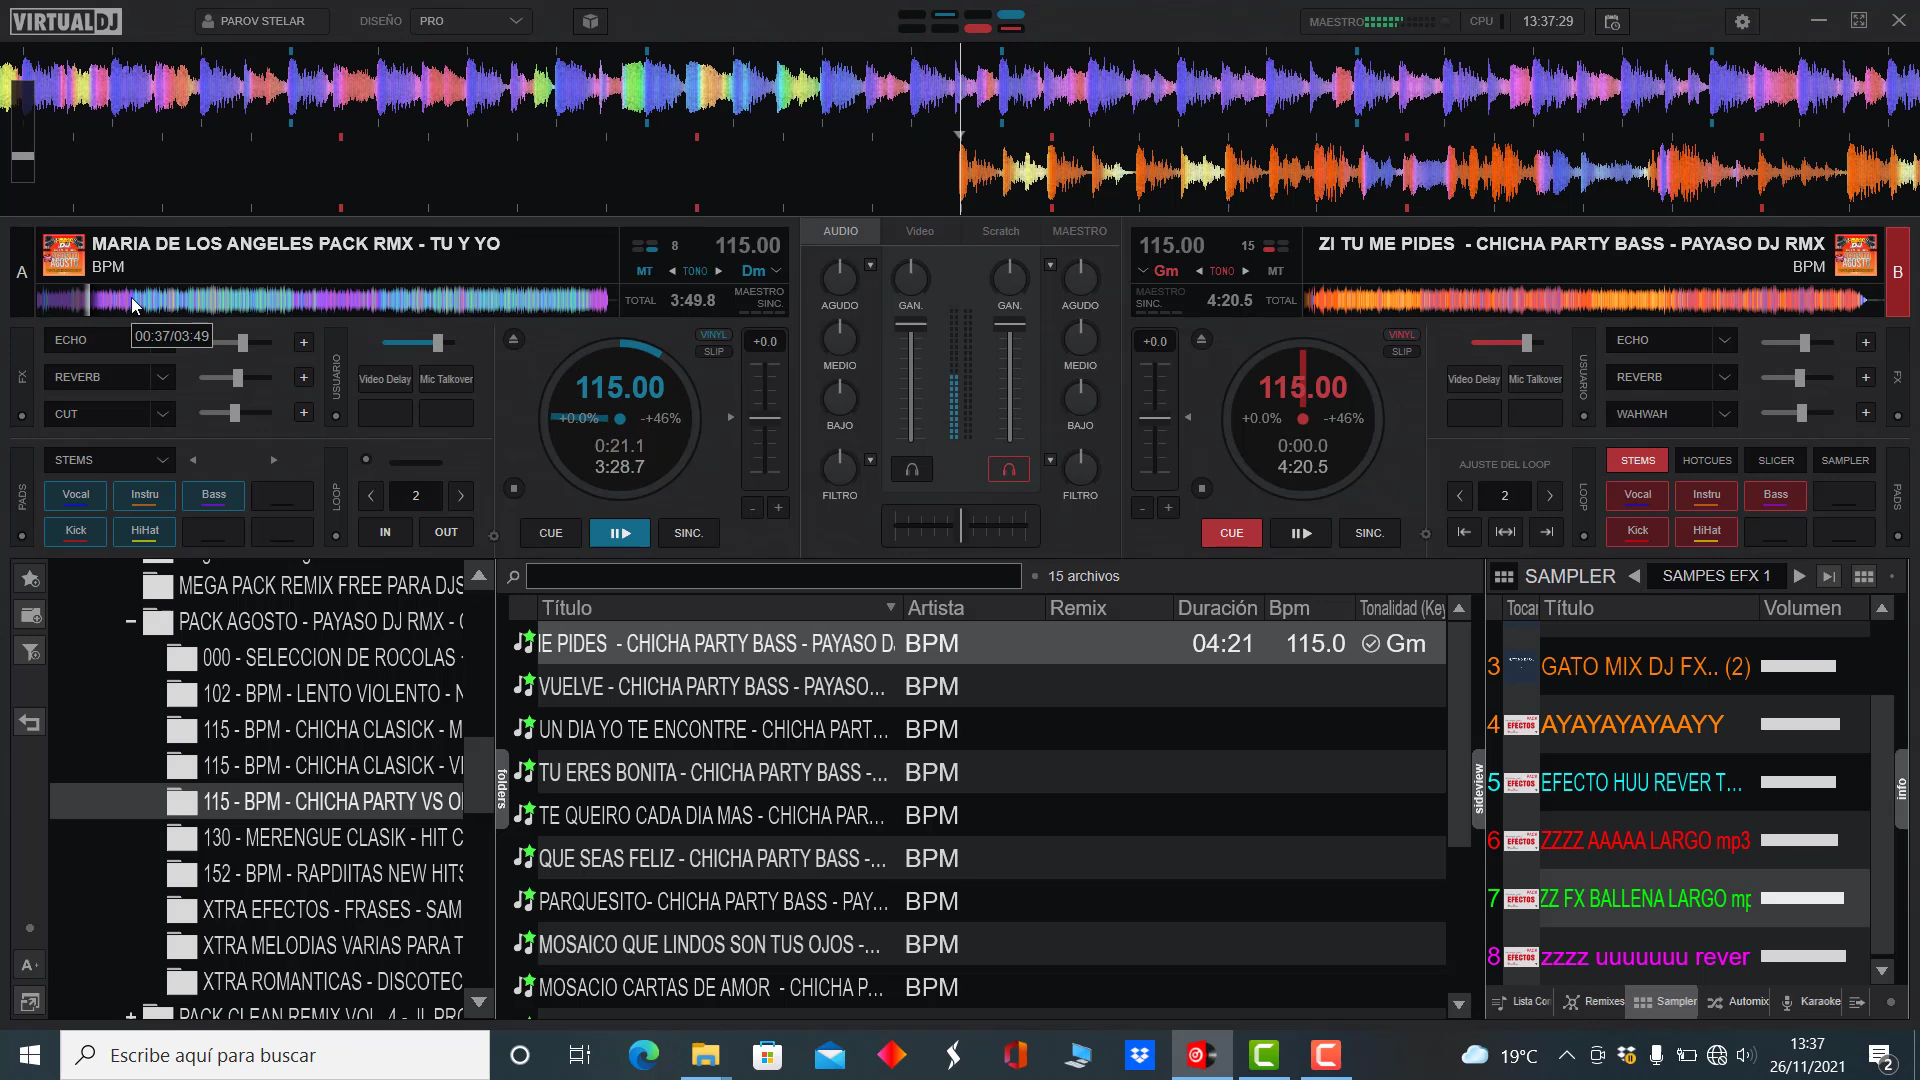 VIRTUALDJ
PAROV STELAR
DISEÑO
PRO
MAESTRO
CPU
13:37:29
A
MARIA DE LOS ANGELES PACK RMX - TU Y YO
BPM
8
115.00
MT
TONO
Dm
TOTAL
3:49.8
MAESTRO
SINC.
AUDIO
Video
Scratch
MAESTRO
115.00
15
Gm
TONO
MT
MAESTRO
SINC.
4:20.5
TOTAL
ZI TU ME PIDES - CHICHA PARTY BASS - PAYASO DJ RMX
BPM
B
00:37/03:49
FX
ECHO
REVERB
CUT
USUARIO
Video Delay
Mic Talkover
115.00
+0.0%
-+46%
0:21.1
3:28.7
VINYL
SLIP
+0.0
AGUDO
GAN.
GAN.
AGUDO
MEDIO
MEDIO
BAJO
BAJO
FILTRO
FILTRO
+0.0
115.00
+0.0%
-+46%
0:00.0
4:20.5
VINYL
SLIP
Video Delay
Mic Talkover
USUARIO
ECHO
REVERB
WAHWAH
FX
PADS
STEMS
Vocal
Instru
Bass
Kick
HiHat
LOOP
2
IN
OUT
CUE
SINC.
CUE
SINC.
AJUSTE DEL LOOP
2
LOOP
STEMS
HOTCUES
SLICER
SAMPLER
Vocal
Instru
Bass
Kick
HiHat
PADS
MEGA PACK REMIX FREE PARA DJS
PACK AGOSTO - PAYASO DJ RMX - 
000 - SELECCION DE ROCOLAS -
102 - BPM - LENTO VIOLENTO - N
115 - BPM - CHICHA CLASICK - M
115 - BPM - CHICHA CLASICK - VI
115 - BPM - CHICHA PARTY VS O
130 - MERENGUE CLASIK - HIT C
152 - BPM - RAPDIITAS NEW HITS
XTRA EFECTOS - FRASES - SAM
XTRA MELODIAS VARIAS PARA T
XTRA ROMANTICAS - DISCOTEC
PACK CLEAN REMIX VOL. 4 -
folders
15 archivos
Título
Artista
Remix
Duración
Bpm
Tonalidad (Key
E PIDES - CHICHA PARTY BASS - PAYASO D
BPM
04:21
115.0
Gm
VUELVE - CHICHA PARTY BASS - PAYASO...
BPM
UN DIA YO TE ENCONTRE - CHICHA PART...
BPM
TU ERES BONITA - CHICHA PARTY BASS -...
BPM
TE QUEIRO CADA DIA MAS - CHICHA PAR...
BPM
QUE SEAS FELIZ - CHICHA PARTY BASS -...
BPM
PARQUESITO- CHICHA PARTY BASS - PAY...
BPM
MOSAICO QUE LINDOS SON TUS OJOS -...
BPM
MOSACIO CARTAS DE AMOR - CHICHA P...
BPM
sideview
SAMPLER
SAMPES EFX 1
Tocar
Título
Volumen
3 GATO MIX DJ FX.. (2)
4 AYAYAYAYAAYY
5 EFECTO HUU REVER T...
6 ZZZZ AAAAA LARGO mp3
7 ZZ FX BALLENA LARGO mp
8 zzzz uuuuuuu rever
info
Lista Con
Remixes
Sampler
Automix
Karaoke
Escribe aquí para buscar
19°C
13:37
26/11/2021
2